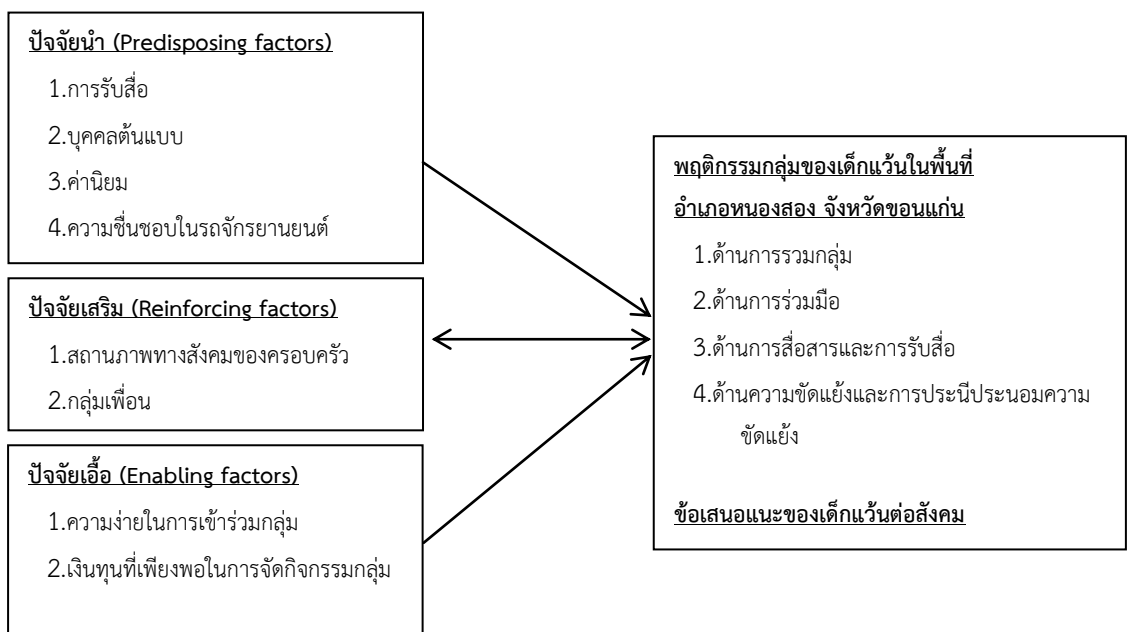 ปัจจัยนำ (Predisposing factors)
1.การรับสื่อ
2.บุคคลต้นแบบ
3.ค่านิยม
4.ความชื่นชอบในรถจักรยานยนต์
ปัจจัยเสริม (Reinforcing factors)
1.สถานภาพทางสังคมของครอบครัว
2.กลุ่มเพื่อน
ปัจจัยเอื้อ (Enabling factors)
1.ความง่ายในการเข้าร่วมกลุ่ม
2.เงินทุนที่เพียงพอในการจัดกิจกรรมกลุ่ม
พฤติกรรมกลุ่มของเด็กแว้นในพื้นที่
อำเภอหนองสอง จังหวัดขอนแก่น
1.ด้านการรวมกลุ่ม
2.ด้านการร่วมมือ
3.ด้านการสื่อสารและการรับสื่อ
4.ด้านความขัดแย้งและการประนีประนอมความ
ขัดแย้ง
ข้อเสนอแนะของเด็กแว้นต่อสังคม